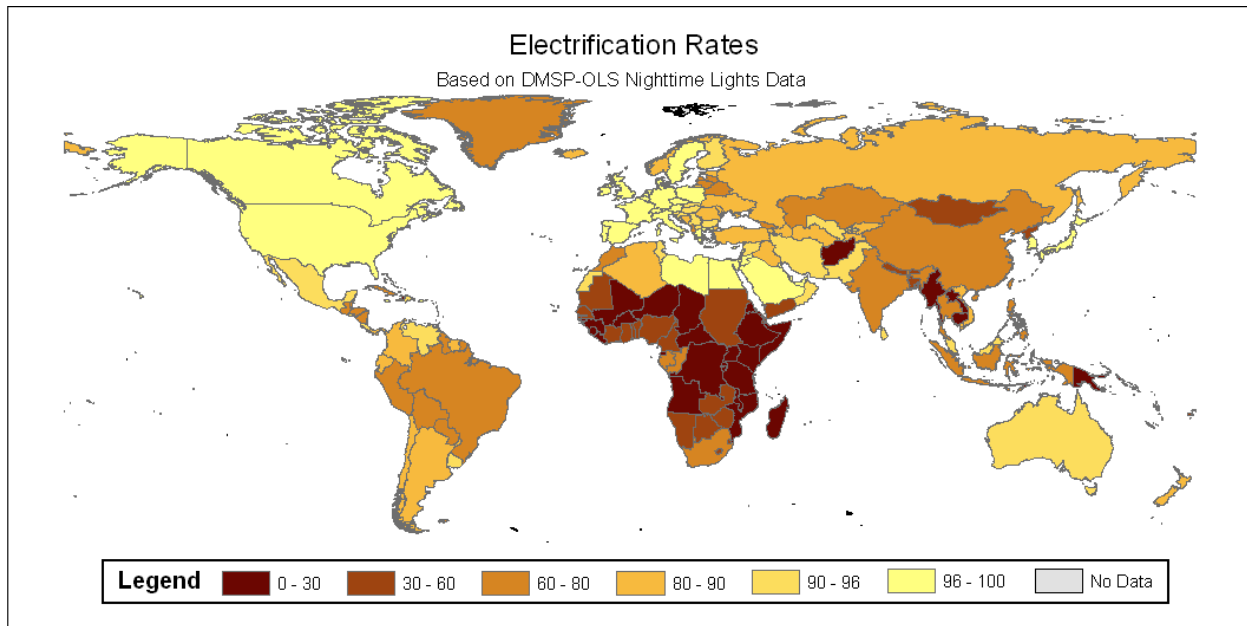 Electrification Rates
Based on DMSP-OLS Nighttime Lights Data
Legend 0 - 30 30 - 60 60 - 80 80 - 90 90 - 96 96 - 100 No Data